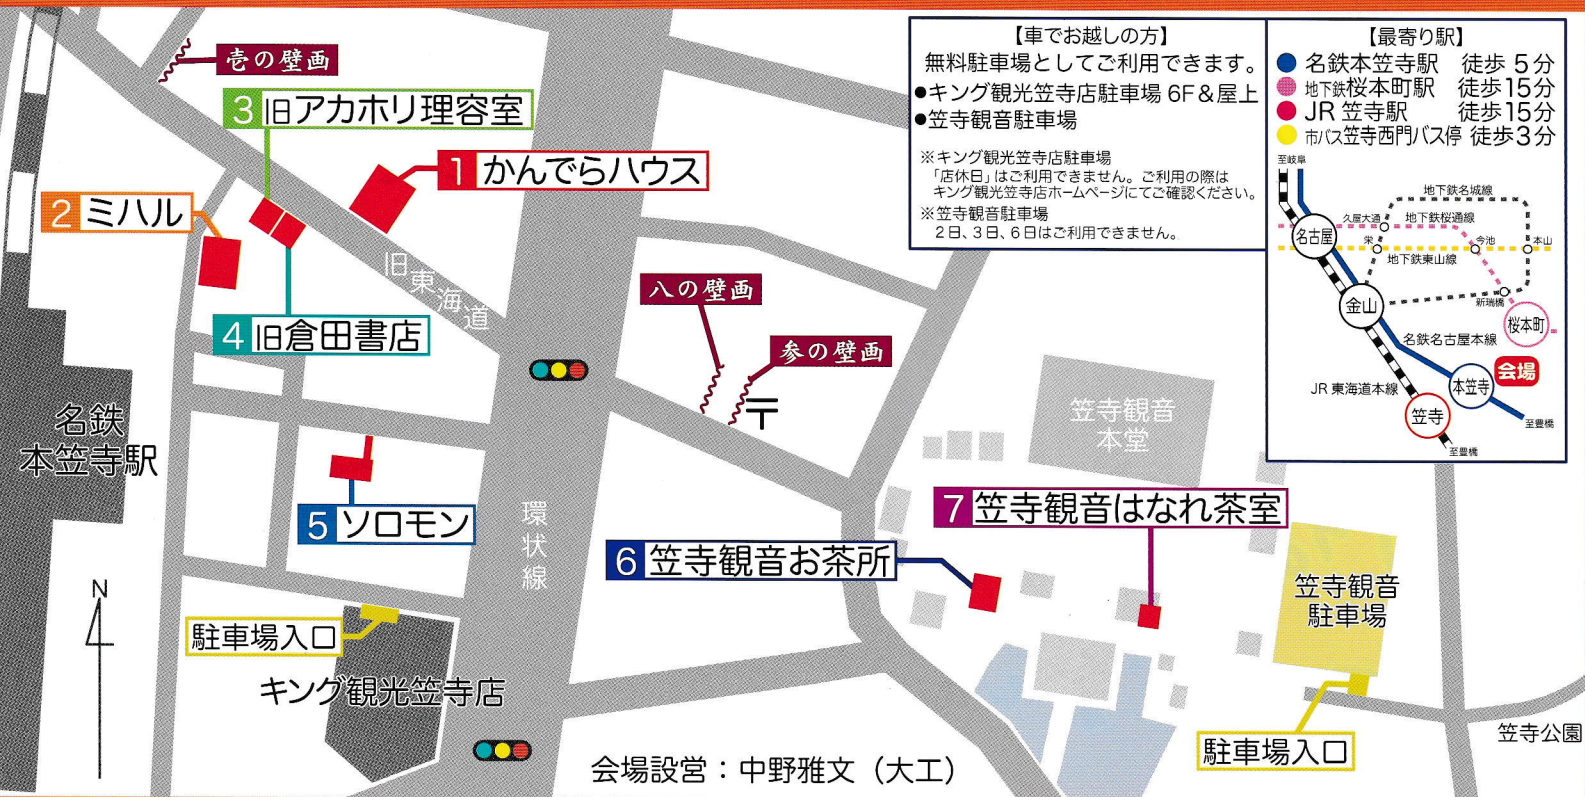 壱の壁画
3 旧アカホリ理容室
1 かんでらハウス
2 ミハル
4 旧倉田書店
旧東海道
八の壁画
参の壁画
〒
名鉄
本笠寺駅
5 ソロモン
環状線
笠寺観音
本堂
7 笠寺観音はなれ茶室
6 笠寺観音お茶所
笠寺観音
駐車場
N
駐車場入口
キング観光笠寺店
駐車場入口
笠寺公園
会場設営：中野雅文（大工）
【車でお越しの方】
無料駐車場としてご利用できます。
●キング観光笠寺店駐車場 6F＆屋上
●笠寺観音駐車場
※キング観光笠寺店駐車場
「店休日」はご利用できません。ご利用の際は
キング観光笠寺店ホームページにてご確認ください。
※笠寺観音駐車場
2日、3日、6日はご利用できません。
【最寄り駅】
● 名鉄本笠寺駅 徒歩 5分
● 地下鉄桜本町駅 徒歩15分
● JR 笠寺駅 徒歩15分
● 市バス笠寺西門バス停 徒歩3分
至岐阜
地下鉄名城線
久屋大通
地下鉄桜通線
名古屋
栄
今池
本山
地下鉄東山線
新瑞橋
金山
桜本町
名鉄名古屋本線
会場
JR 東海道本線
本笠寺
笠寺
至豊橋
至豊橋